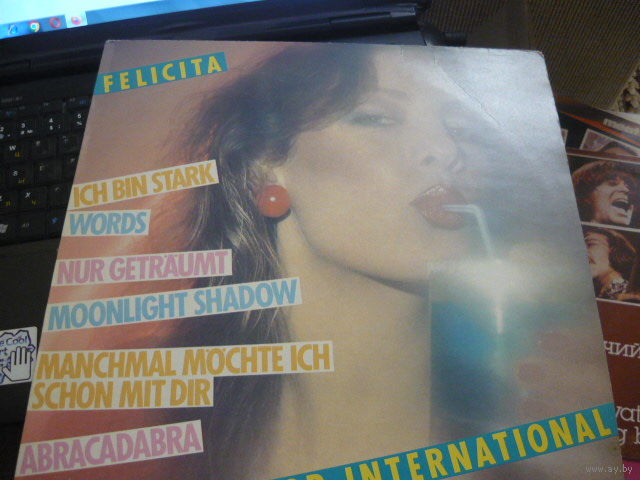 FELICITA
ICH BIN STARK
WORDS
NUR GETRÄUMT
MOONLIGHT SHADOW
MANCHMAL MÖCHTE ICH
SCHON MIT DIR
ABRACADABRA
INTERNATIONAL
www.ay.by